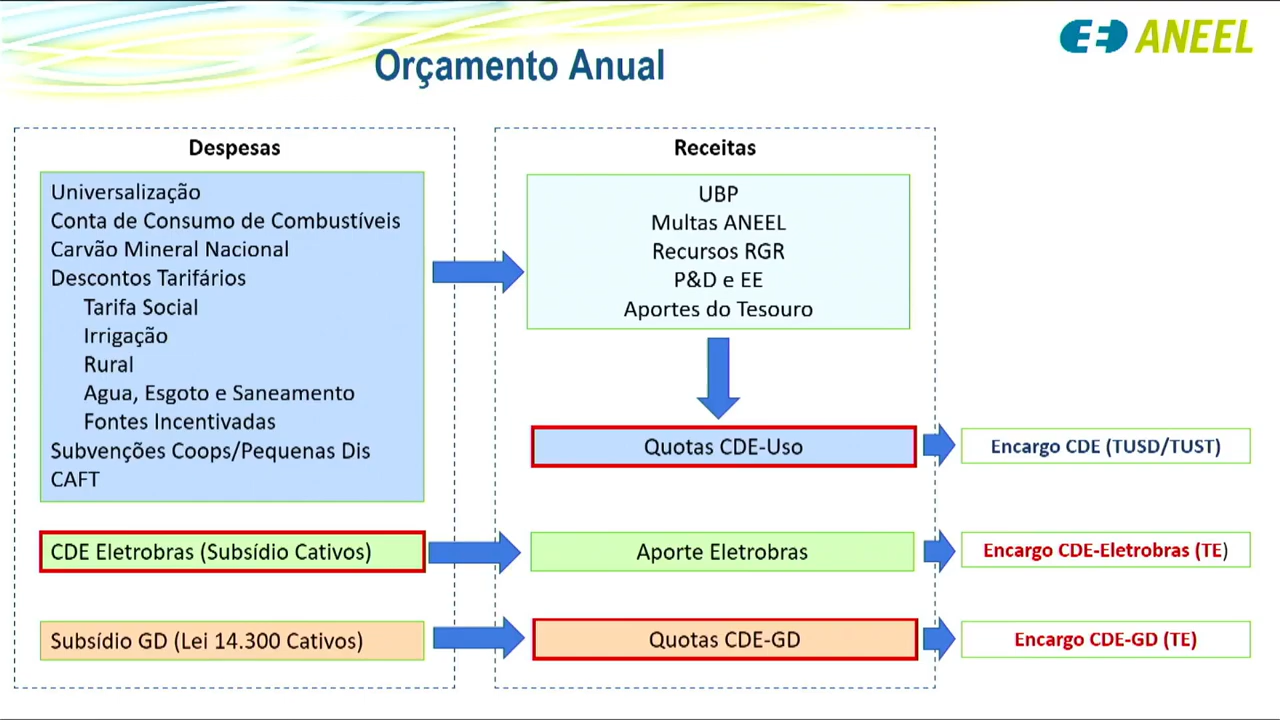 Orçamento Anual
ANEEL
Despesas
Universalização
Conta de Consumo de Combustíveis
Carvão Mineral Nacional
Descontos Tarifários
Tarifa Social
Irrigação
Rural
Agua, Esgoto e Saneamento
Fontes Incentivadas
Subvenções Coops/Pequenas Dis
CAFT
CDE Eletrobras (Subsídio Cativos)
Subsídio GD (Lei 14.300 Cativos)
Receitas
UBP
Multas ANEEL
Recursos RGR
P&D e EE
Aportes do Tesouro
Quotas CDE-Uso
Aporte Eletrobras
Quotas CDE-GD
Encargo CDE (TUSD/TUST)
Encargo CDE-Eletrobras (TE)
Encargo CDE-GD (TE)